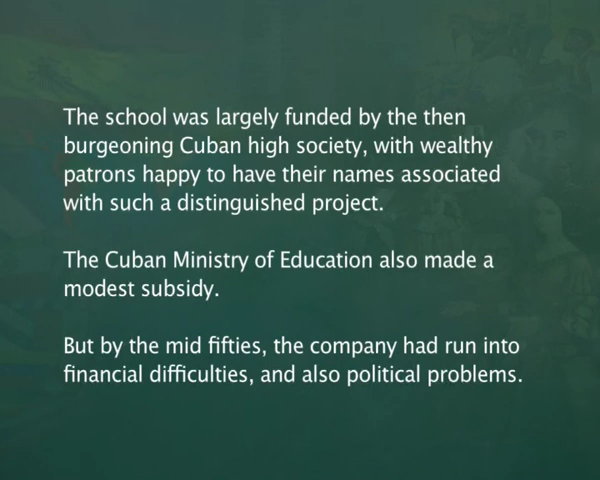 The school was largely funded by the then
burgeoning Cuban high society, with wealthy
patrons happy to have their names associated
with such a distinguished project.
The Cuban Ministry of Education also made a
modest subsidy.
But by the mid fifties, the company had run into
financial difficulties, and also political problems.